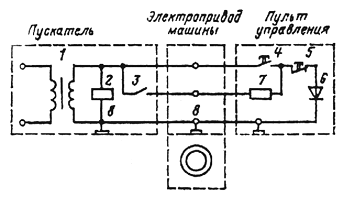 Пускатель
Электропривод
машины
Пульт
управления
1
2
3
4
5
6
7
8
8